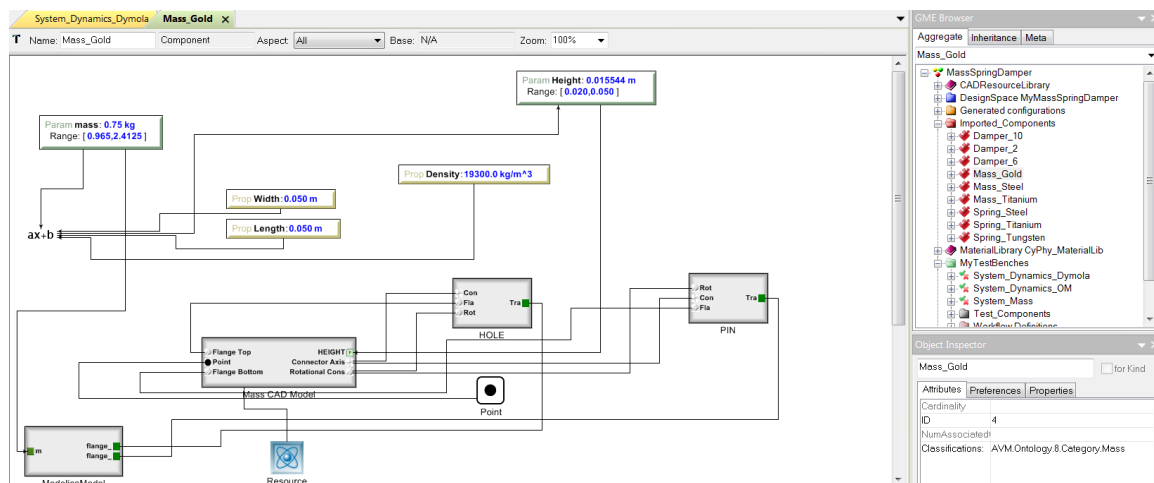 System_Dynamics_Dymola Mass_Gold X
GME Browser
T Name: Mass_Gold Component Aspect: All Base: N/A Zoom: 100%
Aggregate Inheritance Meta
Mass_Gold
MassSpringDamper
CADResourceLibrary
DesignSpace MyMassSpringDamper
Generated configurations
Imported_Components
Damper_10
Damper_2
Damper_6
Mass_Gold
Mass_Steel
Mass_Titanium
Spring_Steel
Spring_Titanium
Spring_Tungsten
MaterialLibrary CyPhy_MaterialLib
MyTestBenches
System_Dynamics_Dymola
System_Dynamics_OM
System_Mass
Test_Components
Workflow Definitions
Param Height: 0.015544 m
Range: [ 0.020,0.050 ]
Param mass: 0.75 kg
Range: [ 0.965,2.4125 ]
Prop Density:19300.0 kg/m^3
Prop Width:0.050 m
Prop Length:0.050 m
ax+b
Con
Fla Tra
Rot
HOLE
Rot
Con Tra
Fla
PIN
Flange Top HEIGHT
Point Connector Axis
Flange Bottom Rotational Cons
Mass CAD Model
Point
m flange_
flange_
ModelicaModel
Resource
Object Inspector
Mass_Gold for Kind
Attributes Preferences Properties
Cardinality
ID 4
NumAssociated
Classifications: AVM.Ontology.8.Category.Mass